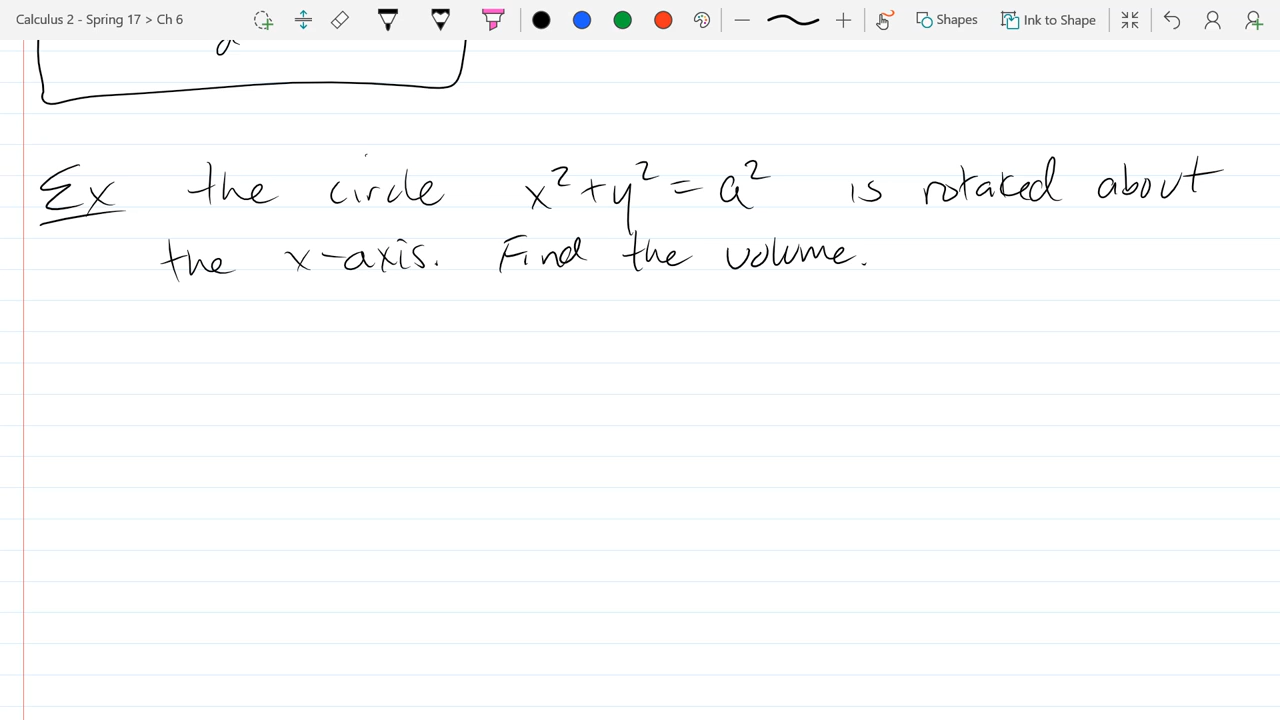 Calculus 2 - Spring 17 > Ch 6 Shapes Ink to Shape
Ex the circle x²+y²=a² is rotated about
the x-axis. Find the volume.